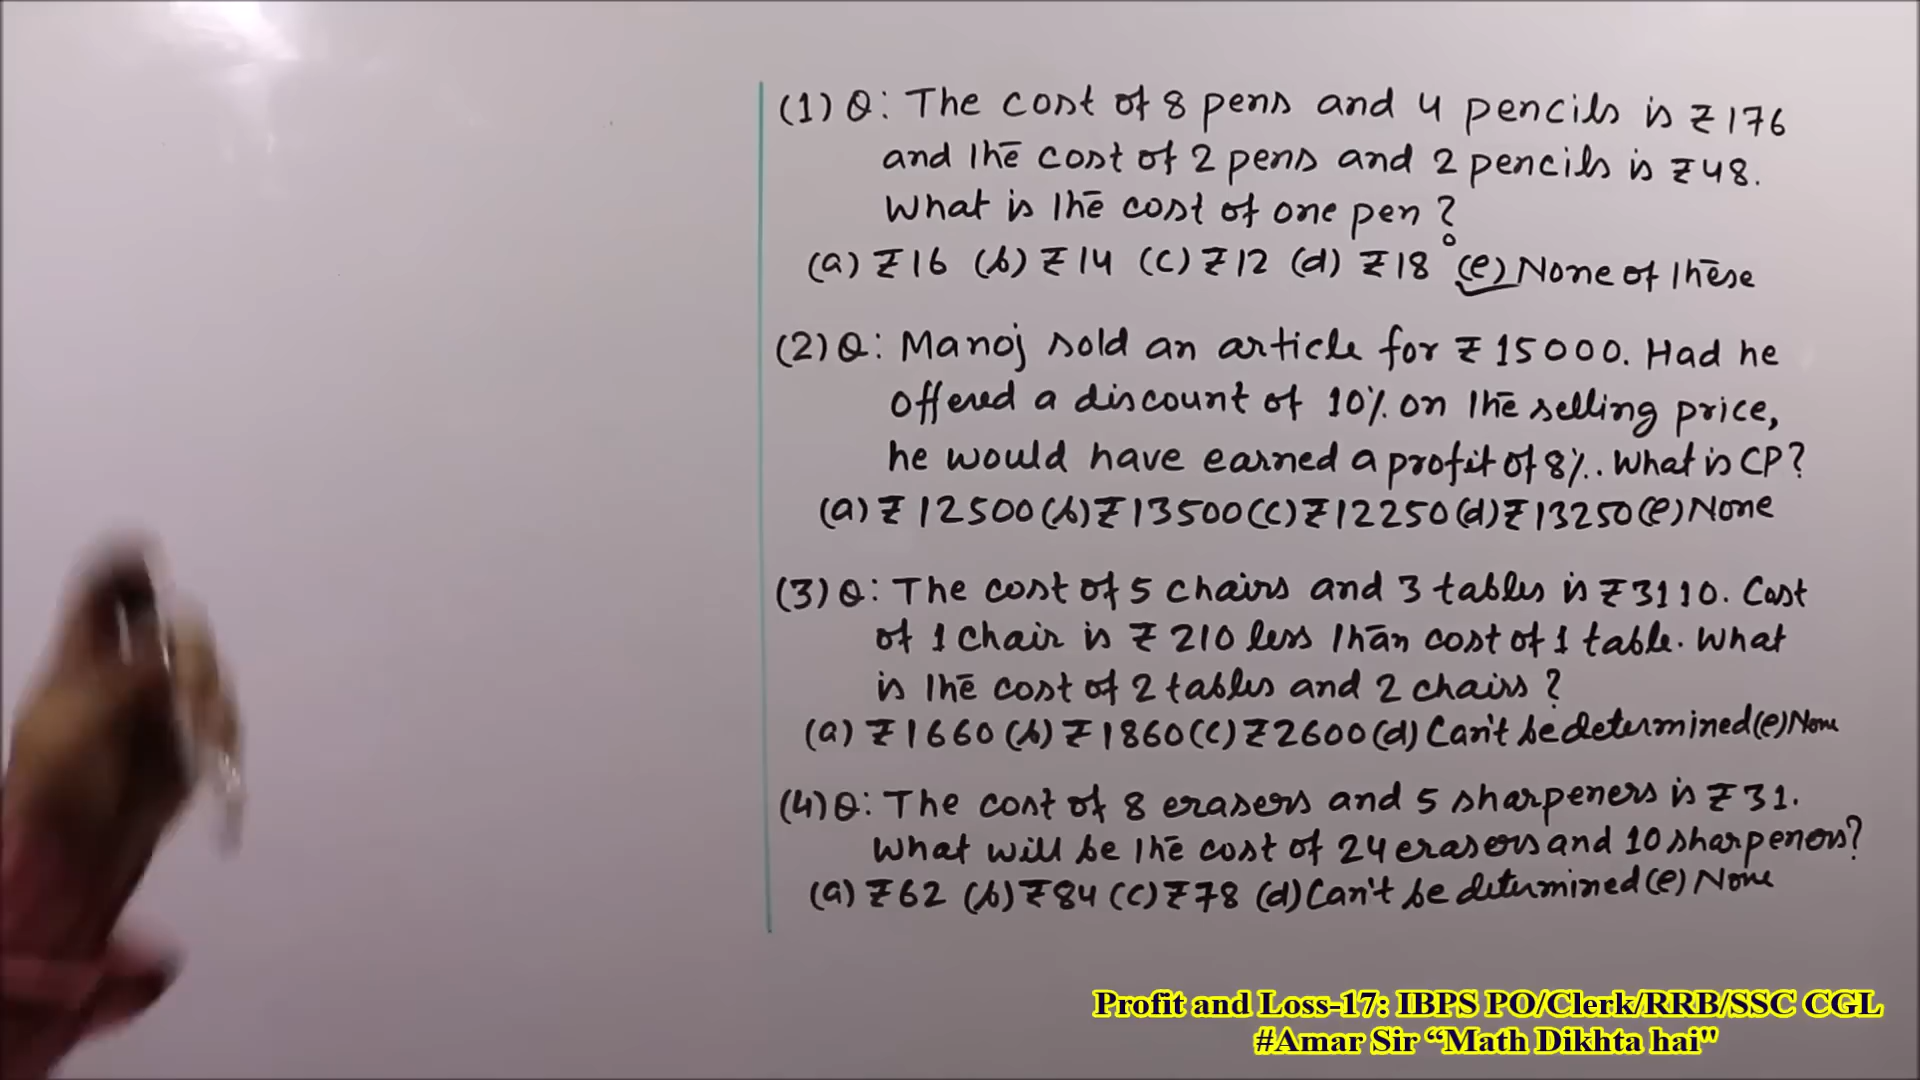 (1) Q: The cost of 8 pens and 4 pencils is ₹176
and the cost of 2 pens and 2 pencils is ₹48.
What is the cost of one pen?
(a) ₹16 (b) ₹14 (c) ₹12 (d) ₹18 (e) None of these
(2) Q: Manoj sold an article for ₹15000. Had he
offered a discount of 10% on the selling price,
he would have earned a profit of 8%. What is CP?
(a) ₹12500 (b) ₹13500 (c) ₹12250 (d) ₹13250 (e) None
(3) Q: The cost of 5 chairs and 3 tables is ₹3110. Cost
of 1 chair is ₹210 less than cost of 1 table. What
is the cost of 2 tables and 2 chairs?
(a) ₹1660 (b) ₹1860 (c) ₹2600 (d) Can't be determined (e) None
(4) Q: The cost of 8 erasers and 5 sharpeners is ₹31.
What will be the cost of 24 erasers and 10 sharpeners?
(a) ₹62 (b) ₹84 (c) ₹78 (d) Can't be determined (e) None
Profit and Loss-17: IBPS PO/Clerk/RRB/SSC CGL
#Amar Sir “Math Dikhta hai"